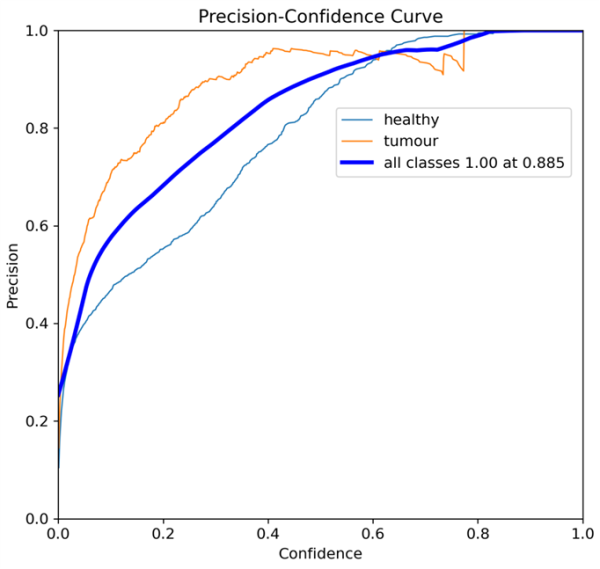 Precision-Confidence Curve
1.0
0.8
0.6
0.4
0.2
0.0
Precision
healthy
tumour
all classes 1.00 at 0.885
0.0 0.2 0.4 0.6 0.8 1.0
Confidence